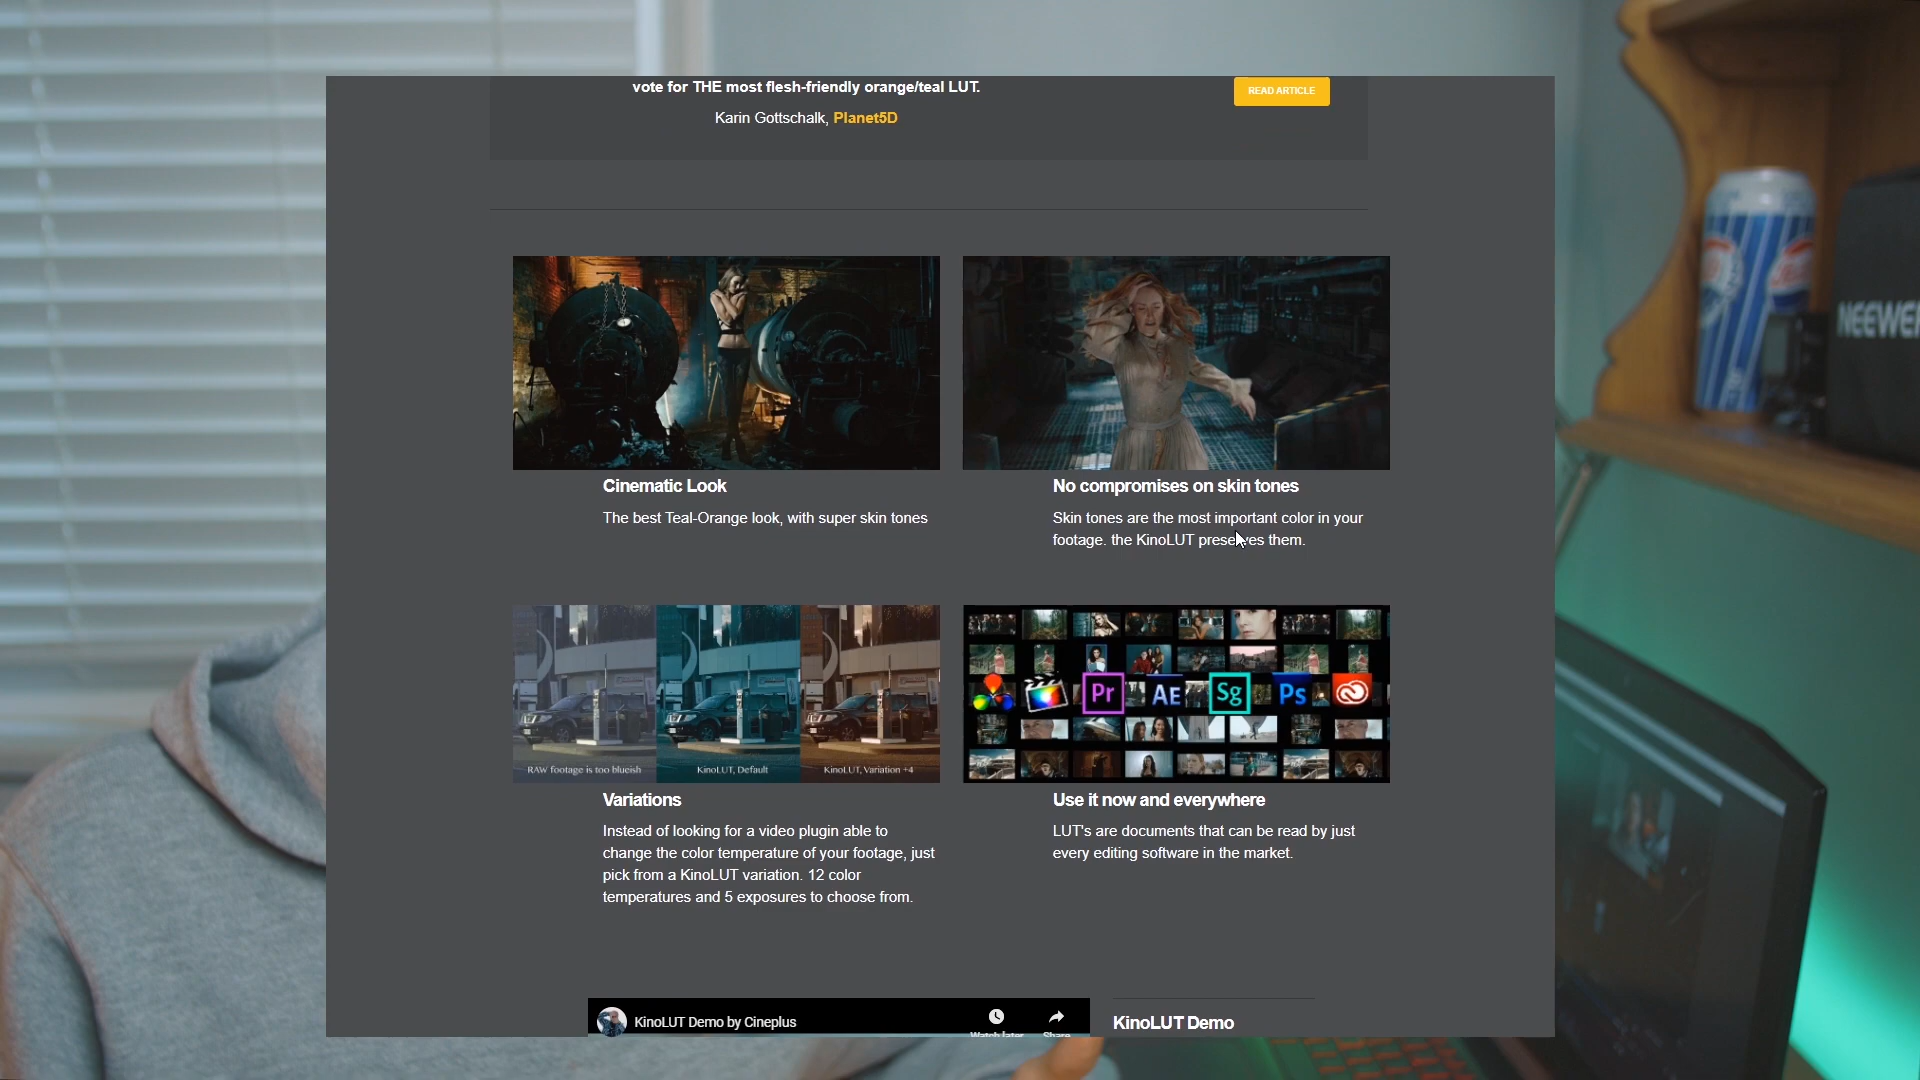 vote for THE most flesh-friendly orange/teal LUT.
READ ARTICLE
Karin Gottschalk, Planet5D
Cinematic Look
The best Teal-Orange look, with super skin tones
No compromises on skin tones
Skin tones are the most important color in your
footage. the KinoLUT preserves them.
RAW footage is too blueish
KinoLUT, Default
KinoLUT, Variation +4
Pr
AE
Sg
Ps
Variations
Instead of looking for a video plugin able to
change the color temperature of your footage, just
pick from a KinoLUT variation. 12 color
temperatures and 5 exposures to choose from.
Use it now and everywhere
LUT's are documents that can be read by just
every editing software in the market.
KinoLUT Demo by Cineplus
Watch later
Share
KinoLUT Demo
NEEWER